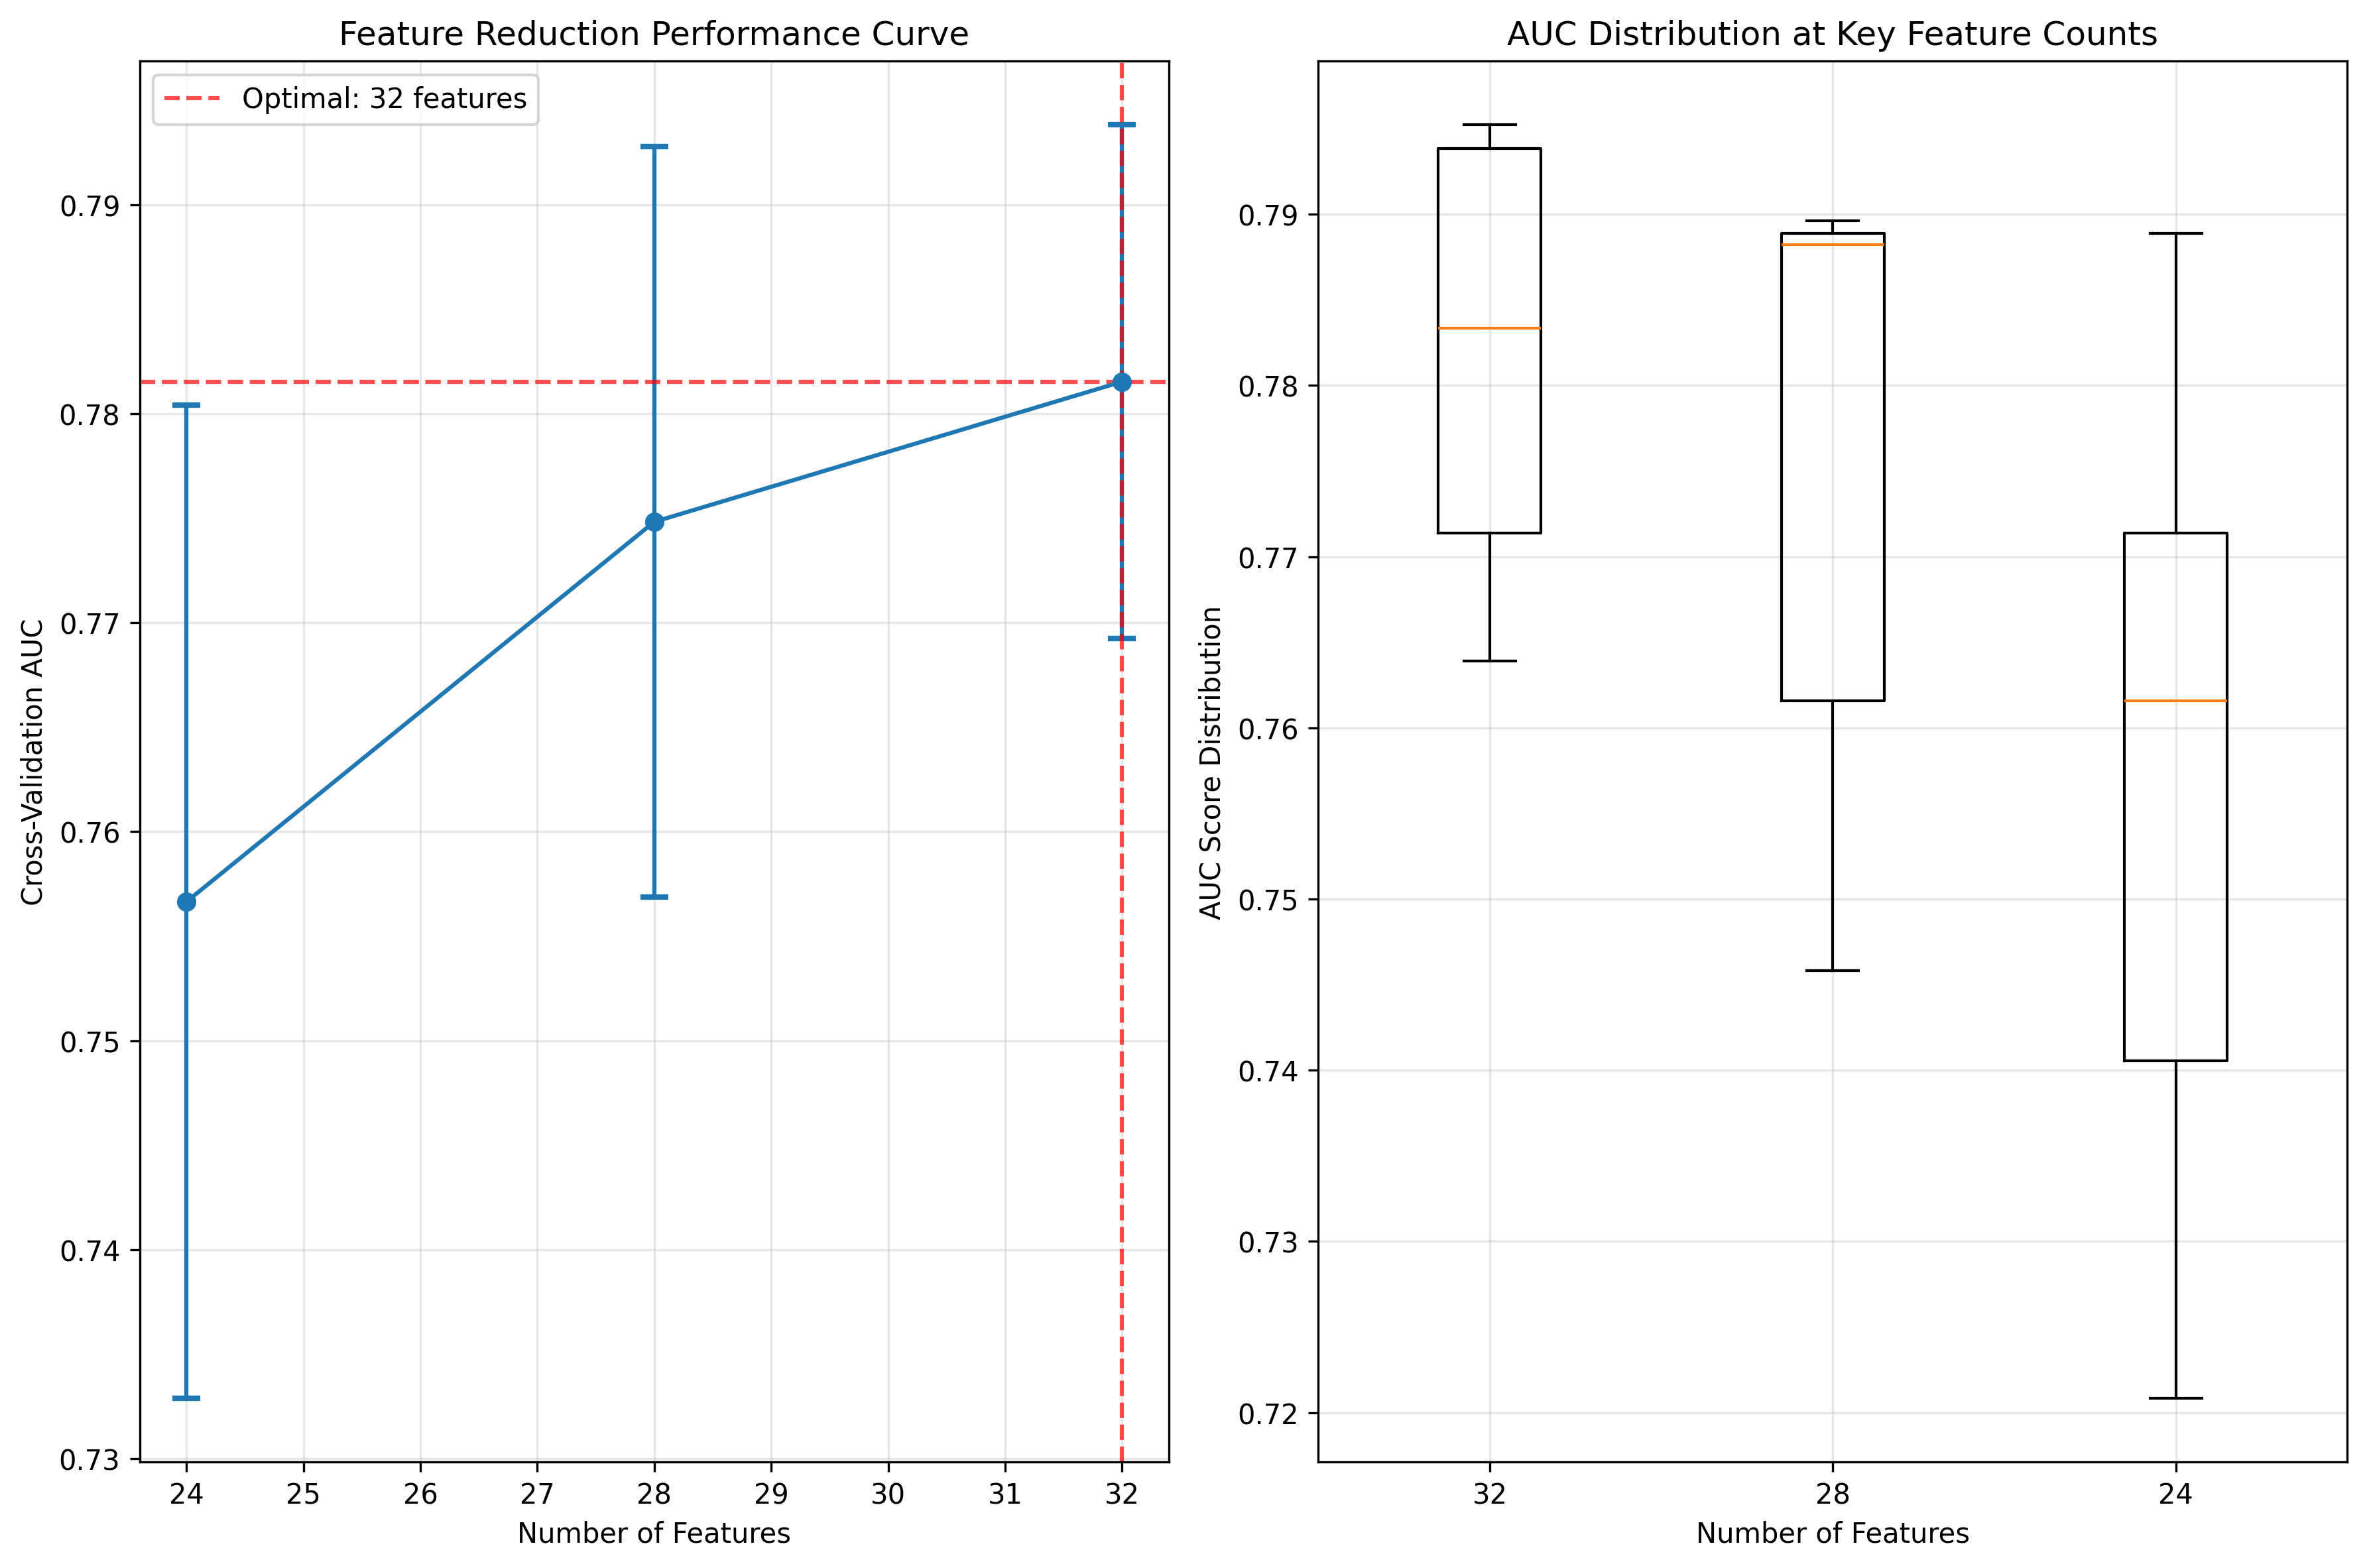 Feature Reduction Performance Curve
Optimal: 32 features
Cross-Validation AUC
0.79
0.78
0.77
0.76
0.75
0.74
0.73
24 25 26 27 28 29 30 31 32
Number of Features
AUC Distribution at Key Feature Counts
AUC Score Distribution
0.79
0.78
0.77
0.76
0.75
0.74
0.73
0.72
32 28 24
Number of Features